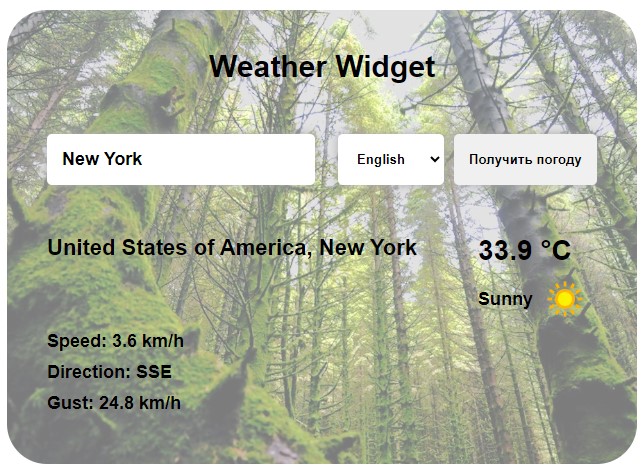 Weather Widget
New York
English
Получить погоду
United States of America, New York
33.9 °C
Sunny
Speed: 3.6 km/h
Direction: SSE
Gust: 24.8 km/h